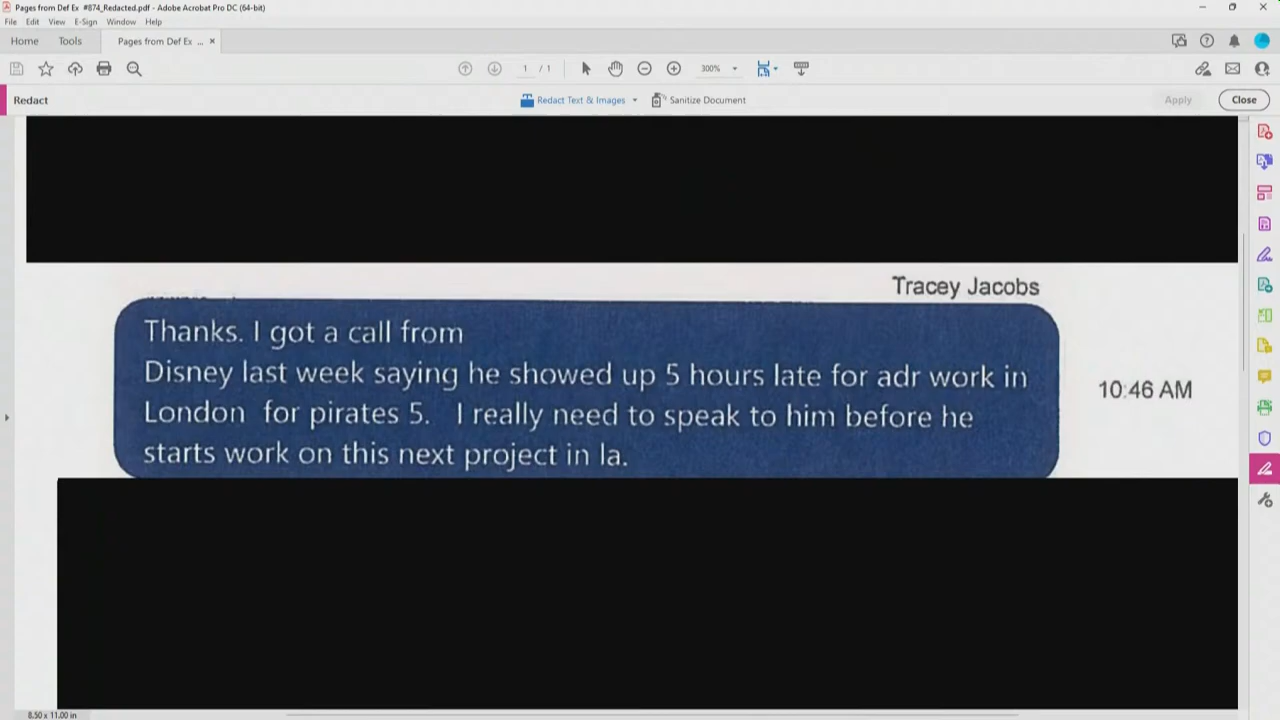 Pages from Def Ex #874_Redacted.pdf - Adobe Acrobat Pro DC (64-bit)
File Edit View E-Sign Window Help
Home Tools Pages from Def Ex ... ×
1 / 1 300%
Redact Redact Text & Images Sanitize Document Apply Close
Tracey Jacobs
Thanks. I got a call from
Disney last week saying he showed up 5 hours late for adr work in
London for pirates 5. I really need to speak to him before he
starts work on this next project in la.
10:46 AM
8.50 x 11.00 in